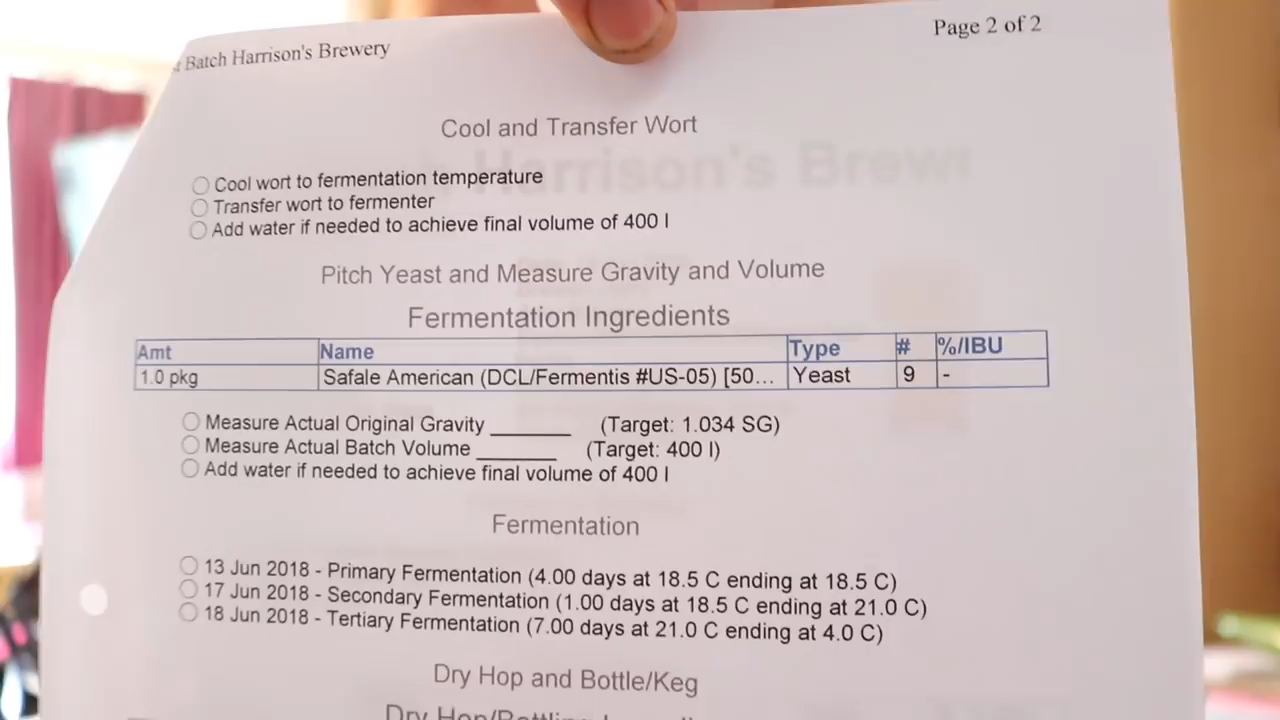 Batch Harrison's Brewery
Page 2 of 2
Cool and Transfer Wort
Harrison's
Cool wort to fermentation temperature
Transfer wort to fermenter
Add water if needed to achieve final volume of 400 l
Pitch Yeast and Measure Gravity and Volume
Fermentation Ingredients
Amt Name Type # %/IBU
1.0 pkg Safale American (DCL/Fermentis #US-05) [50... Yeast 9 -
Measure Actual Original Gravity _______ (Target: 1.034 SG)
Measure Actual Batch Volume _______ (Target: 400 l)
Add water if needed to achieve final volume of 400 l
Fermentation
13 Jun 2018 - Primary Fermentation (4.00 days at 18.5 C ending at 18.5 C)
17 Jun 2018 - Secondary Fermentation (1.00 days at 18.5 C ending at 21.0 C)
18 Jun 2018 - Tertiary Fermentation (7.00 days at 21.0 C ending at 4.0 C)
Dry Hop and Bottle/Keg